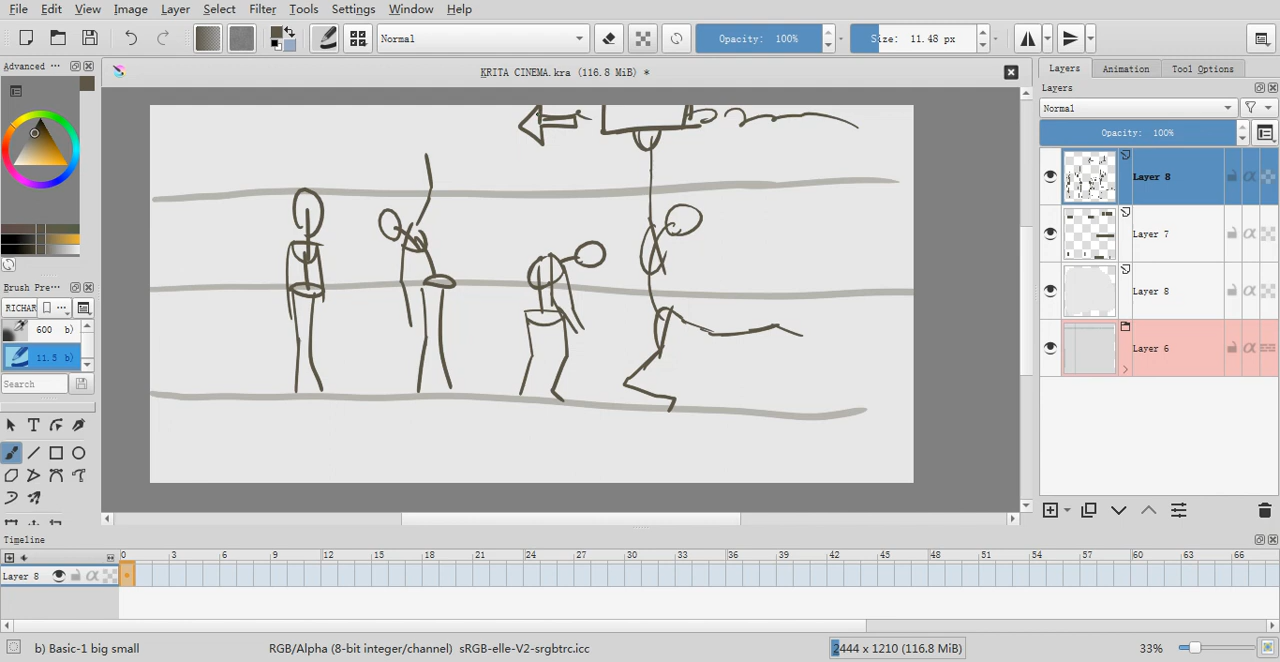 File Edit View Image Layer Select Filter Tools Settings Window Help
Normal Opacity: 100% Size: 11.48 px
Advanced ··· KRITA CINEMA.kra (116.8 MiB) * Layers Animation Tool Options
Layers
Normal
Opacity: 100%
Layer 8
Layer 7
Layer 8
Layer 6
Brush Pre···
RICHAR ···
600 b)
11.5 b)
Search
Timeline
0 3 6 9 12 15 18 21 24 27 30 33 36 39 42 45 48 51 54 57 60 63 66
Layer 8
b) Basic-1 big small RGB/Alpha (8-bit integer/channel) sRGB-elle-V2-srgbtrc.icc 2444 x 1210 (116.8 MiB) 33%